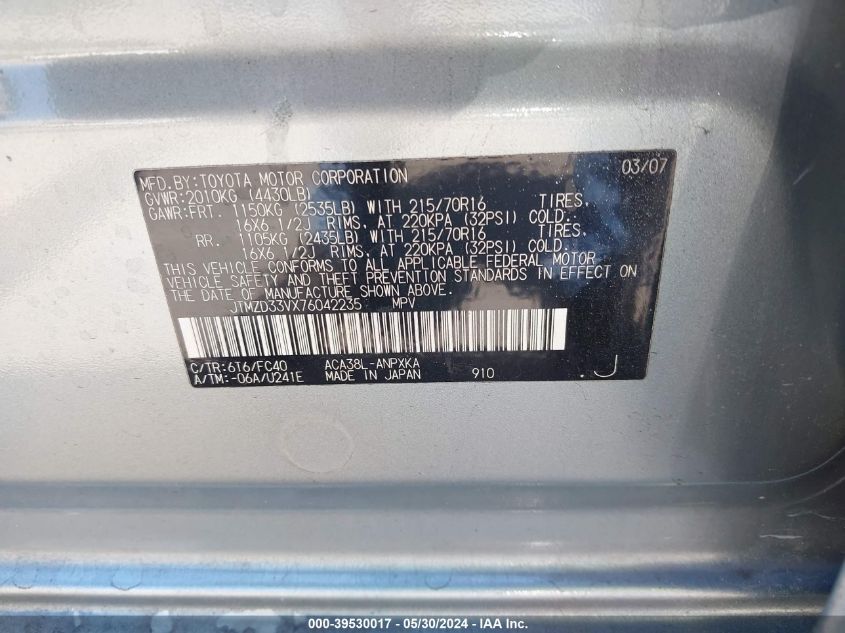 MFD.BY:TOYOTA MOTOR CORPORATION 03/07
GVWR:2010KG (4430LB)
GAWR:FRT. 1150KG (2535LB) WITH 215/70R16 TIRES.
16X6 1/2J RIMS. AT 220KPA (32PSI) COLD.
RR. 1105KG (2435LB) WITH 215/70R16 TIRES.
16X6 1/2J RIMS. AT 220KPA (32PSI) COLD.
THIS VEHICLE CONFORMS TO ALL APPLICABLE FEDERAL MOTOR
VEHICLE SAFETY AND THEFT PREVENTION STANDARDS IN EFFECT ON
THE DATE OF MANUFACTURE SHOWN ABOVE.
JTMZD33VX76042235 MPV
C/TR:6T6/FC40 ACA38L-ANPXKA
A/TM:-06A/U241E MADE IN JAPAN 910 .J
000-39530017 — 05/30/2024 — IAA Inc.